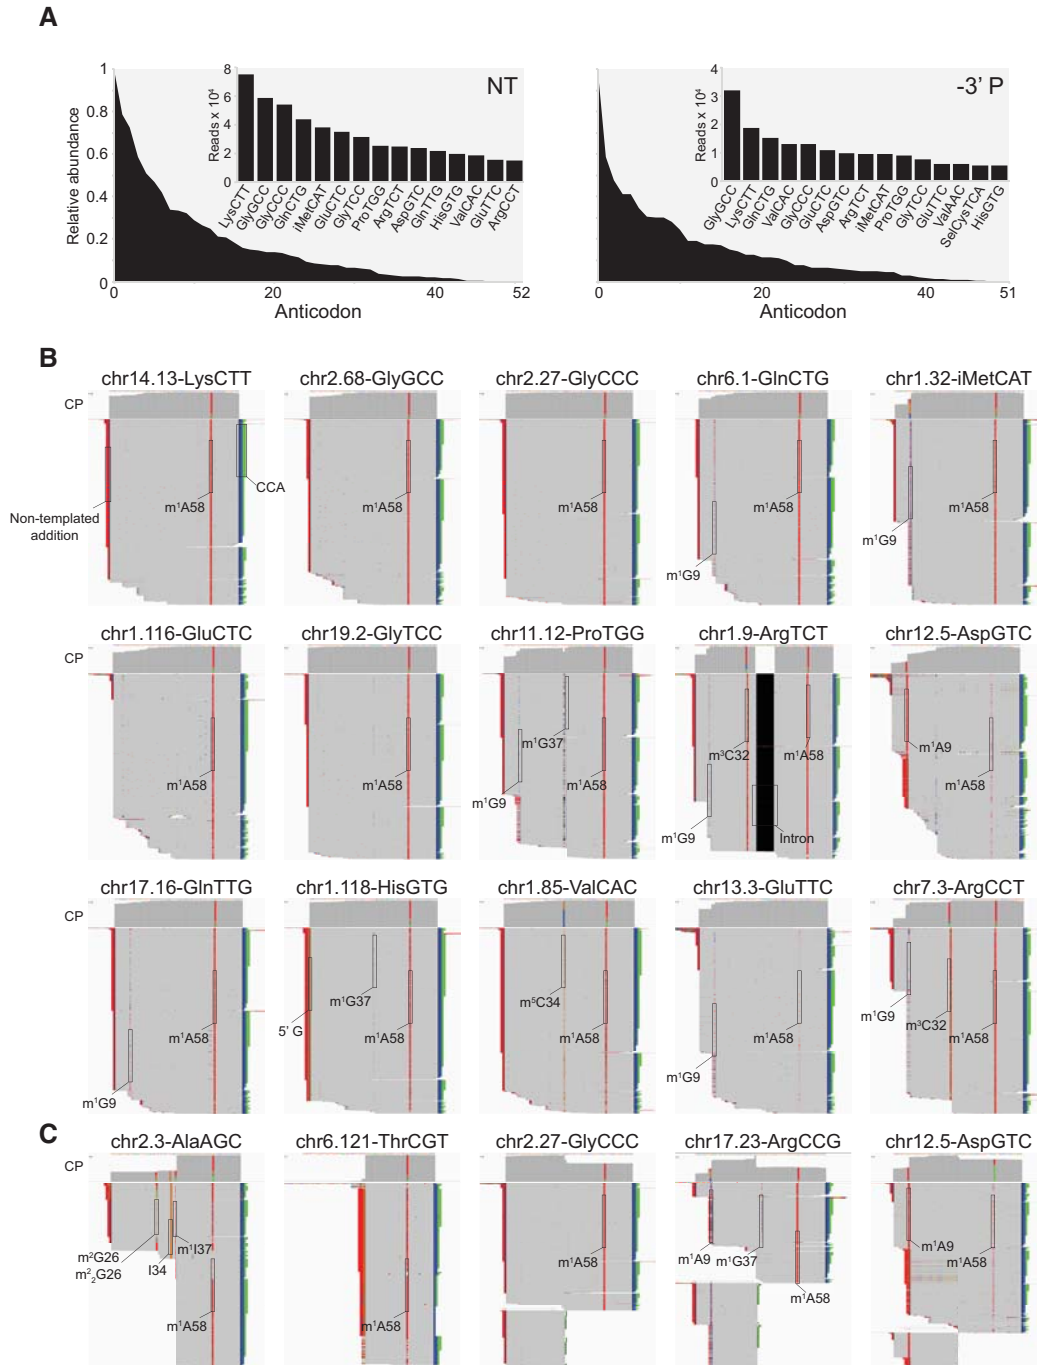 A
NT
-3' P
Relative abundance
1
0.8
0.6
0.4
0.2
0
0
20
40
52
Anticodon
Reads x 10⁴
8
6
4
2
0
LysCTT
GlyGCC
GlyCCC
GlnCTG
iMetCAT
GluCTC
GlyTCC
ProTGG
ArgTCT
AspGTC
GlnTTG
HisGTG
ValCAC
GluTTC
ArgCCT
Reads x 10⁴
4
3
2
1
0
GlyGCC
LysCTT
GlnCTG
ValCAC
GlyCCC
GluCTC
AspGTC
ArgTCT
iMetCAT
ProTGG
GlyTCC
GluTTC
ValAAC
SelCysTCA
HisGTG
0
20
40
51
Anticodon
B
chr14.13-LysCTT
chr2.68-GlyGCC
chr2.27-GlyCCC
chr6.1-GlnCTG
chr1.32-iMetCAT
CP
Non-templated
addition
m¹A58
CCA
m¹A58
m¹A58
m¹G9
m¹A58
m¹G9
m¹A58
chr1.116-GluCTC
chr19.2-GlyTCC
chr11.12-ProTGG
chr1.9-ArgTCT
chr12.5-AspGTC
CP
m¹A58
m¹A58
m¹G9
m¹G37
m¹A58
m¹G9
m³C32
m¹A58
Intron
m¹A9
m¹A58
chr17.16-GlnTTG
chr1.118-HisGTG
chr1.85-ValCAC
chr13.3-GluTTC
chr7.3-ArgCCT
CP
m¹G9
m¹A58
5' G
m¹G37
m¹A58
m⁵C34
m¹A58
m¹G9
m¹A58
m¹G9
m³C32
m¹A58
C
chr2.3-AlaAGC
chr6.121-ThrCGT
chr2.27-GlyCCC
chr17.23-ArgCCG
chr12.5-AspGTC
CP
m²G26
m²₂G26
I34
m¹I37
m¹A58
m¹A58
m¹A58
m¹A9
m¹G37
m¹A58
m¹A9
m¹A58